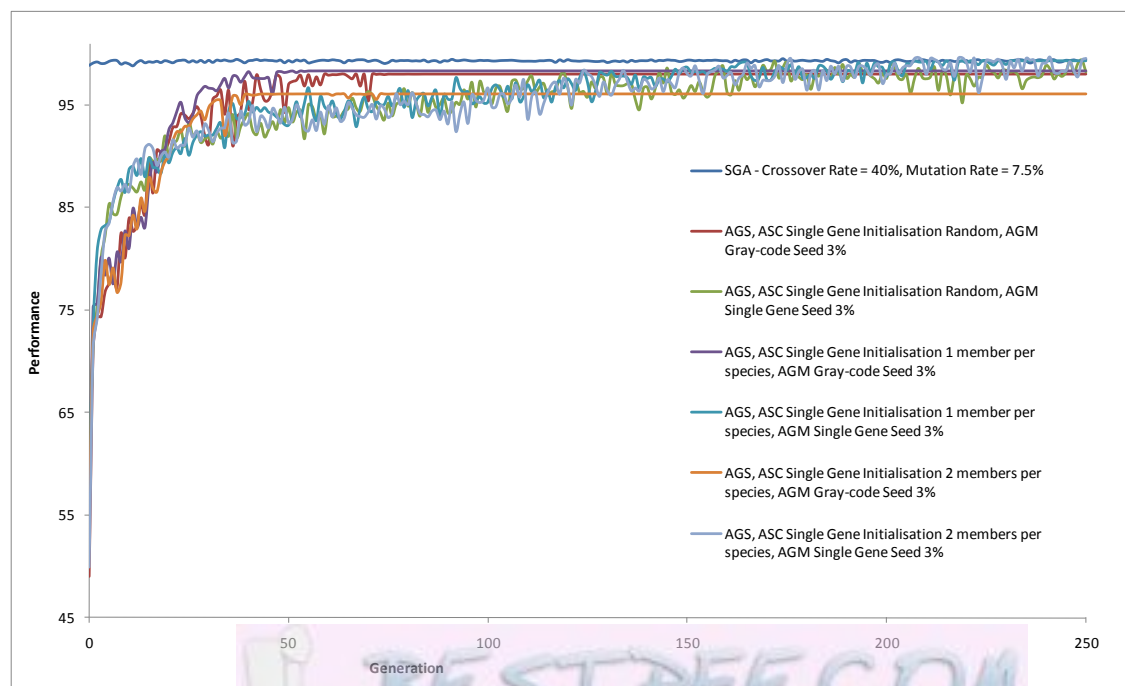 95
85
75
65
55
45
Performance
0
50
100
150
200
250
Generation
SGA - Crossover Rate = 40%, Mutation Rate = 7.5%
AGS, ASC Single Gene Initialisation Random, AGM
Gray-code Seed 3%
AGS, ASC Single Gene Initialisation Random, AGM
Single Gene Seed 3%
AGS, ASC Single Gene Initialisation 1 member per
species, AGM Gray-code Seed 3%
AGS, ASC Single Gene Initialisation 1 member per
species, AGM Single Gene Seed 3%
AGS, ASC Single Gene Initialisation 2 members per
species, AGM Gray-code Seed 3%
AGS, ASC Single Gene Initialisation 2 members per
species, AGM Single Gene Seed 3%